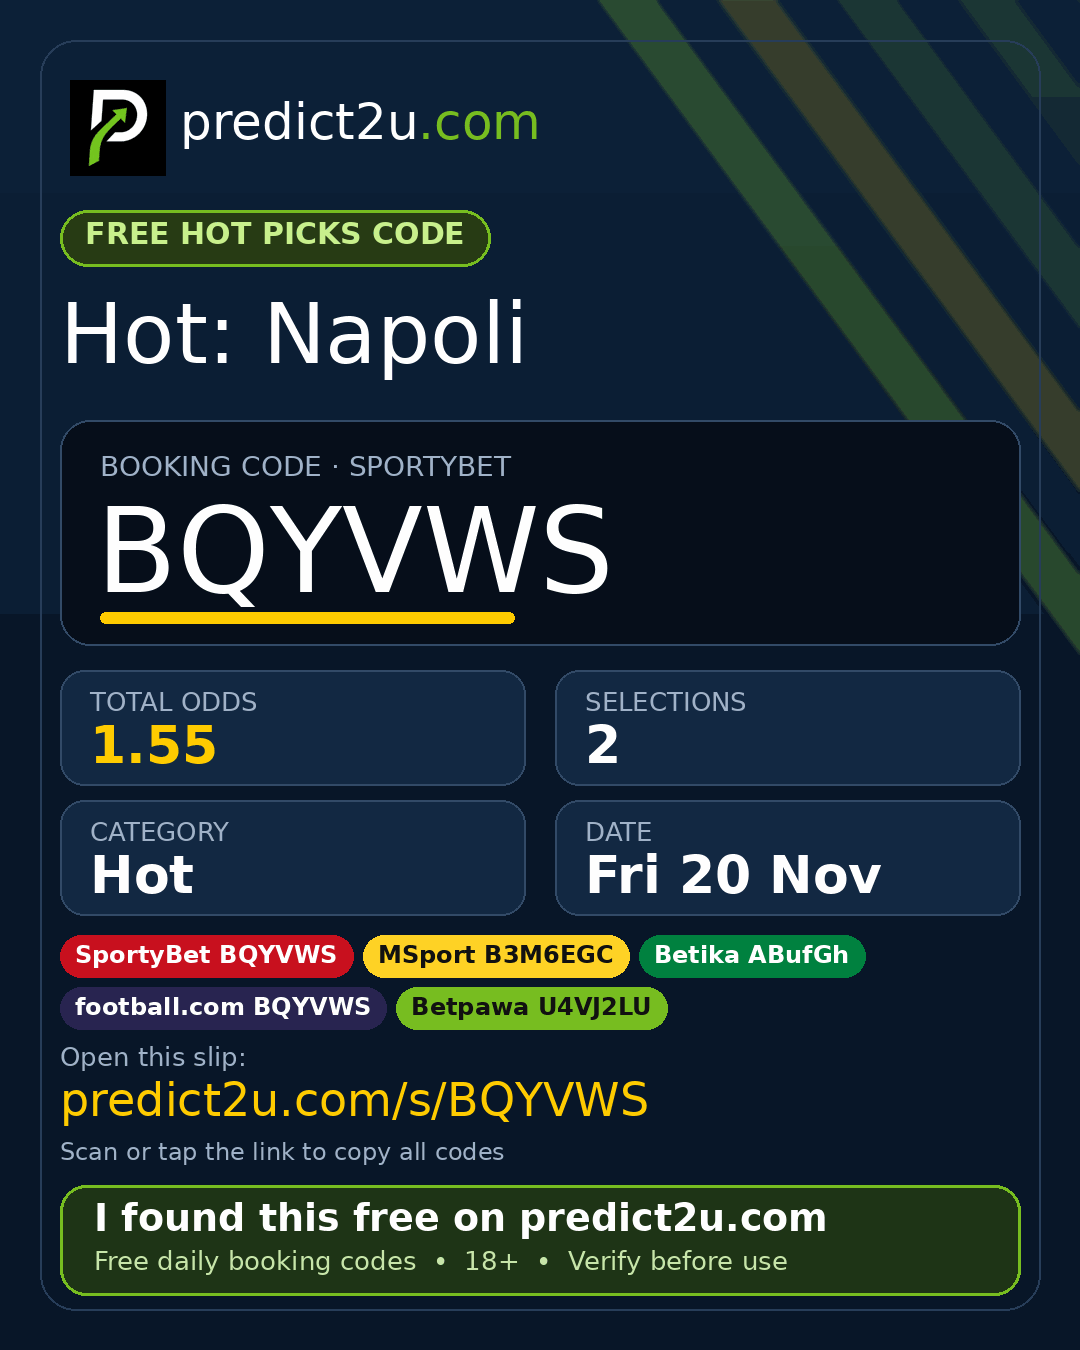 predict2u.com
FREE HOT PICKS CODE
Hot: Napoli
BOOKING CODE · SPORTYBET
BQYVWS
TOTAL ODDS
1.55
SELECTIONS
2
CATEGORY
Hot
DATE
Fri 20 Nov
SportyBet BQYVWS
MSport B3M6EGC
Betika ABufGh
football.com BQYVWS
Betpawa U4VJ2LU
Open this slip:
predict2u.com/s/BQYVWS
Scan or tap the link to copy all codes
I found this free on predict2u.com
Free daily booking codes • 18+ • Verify before use